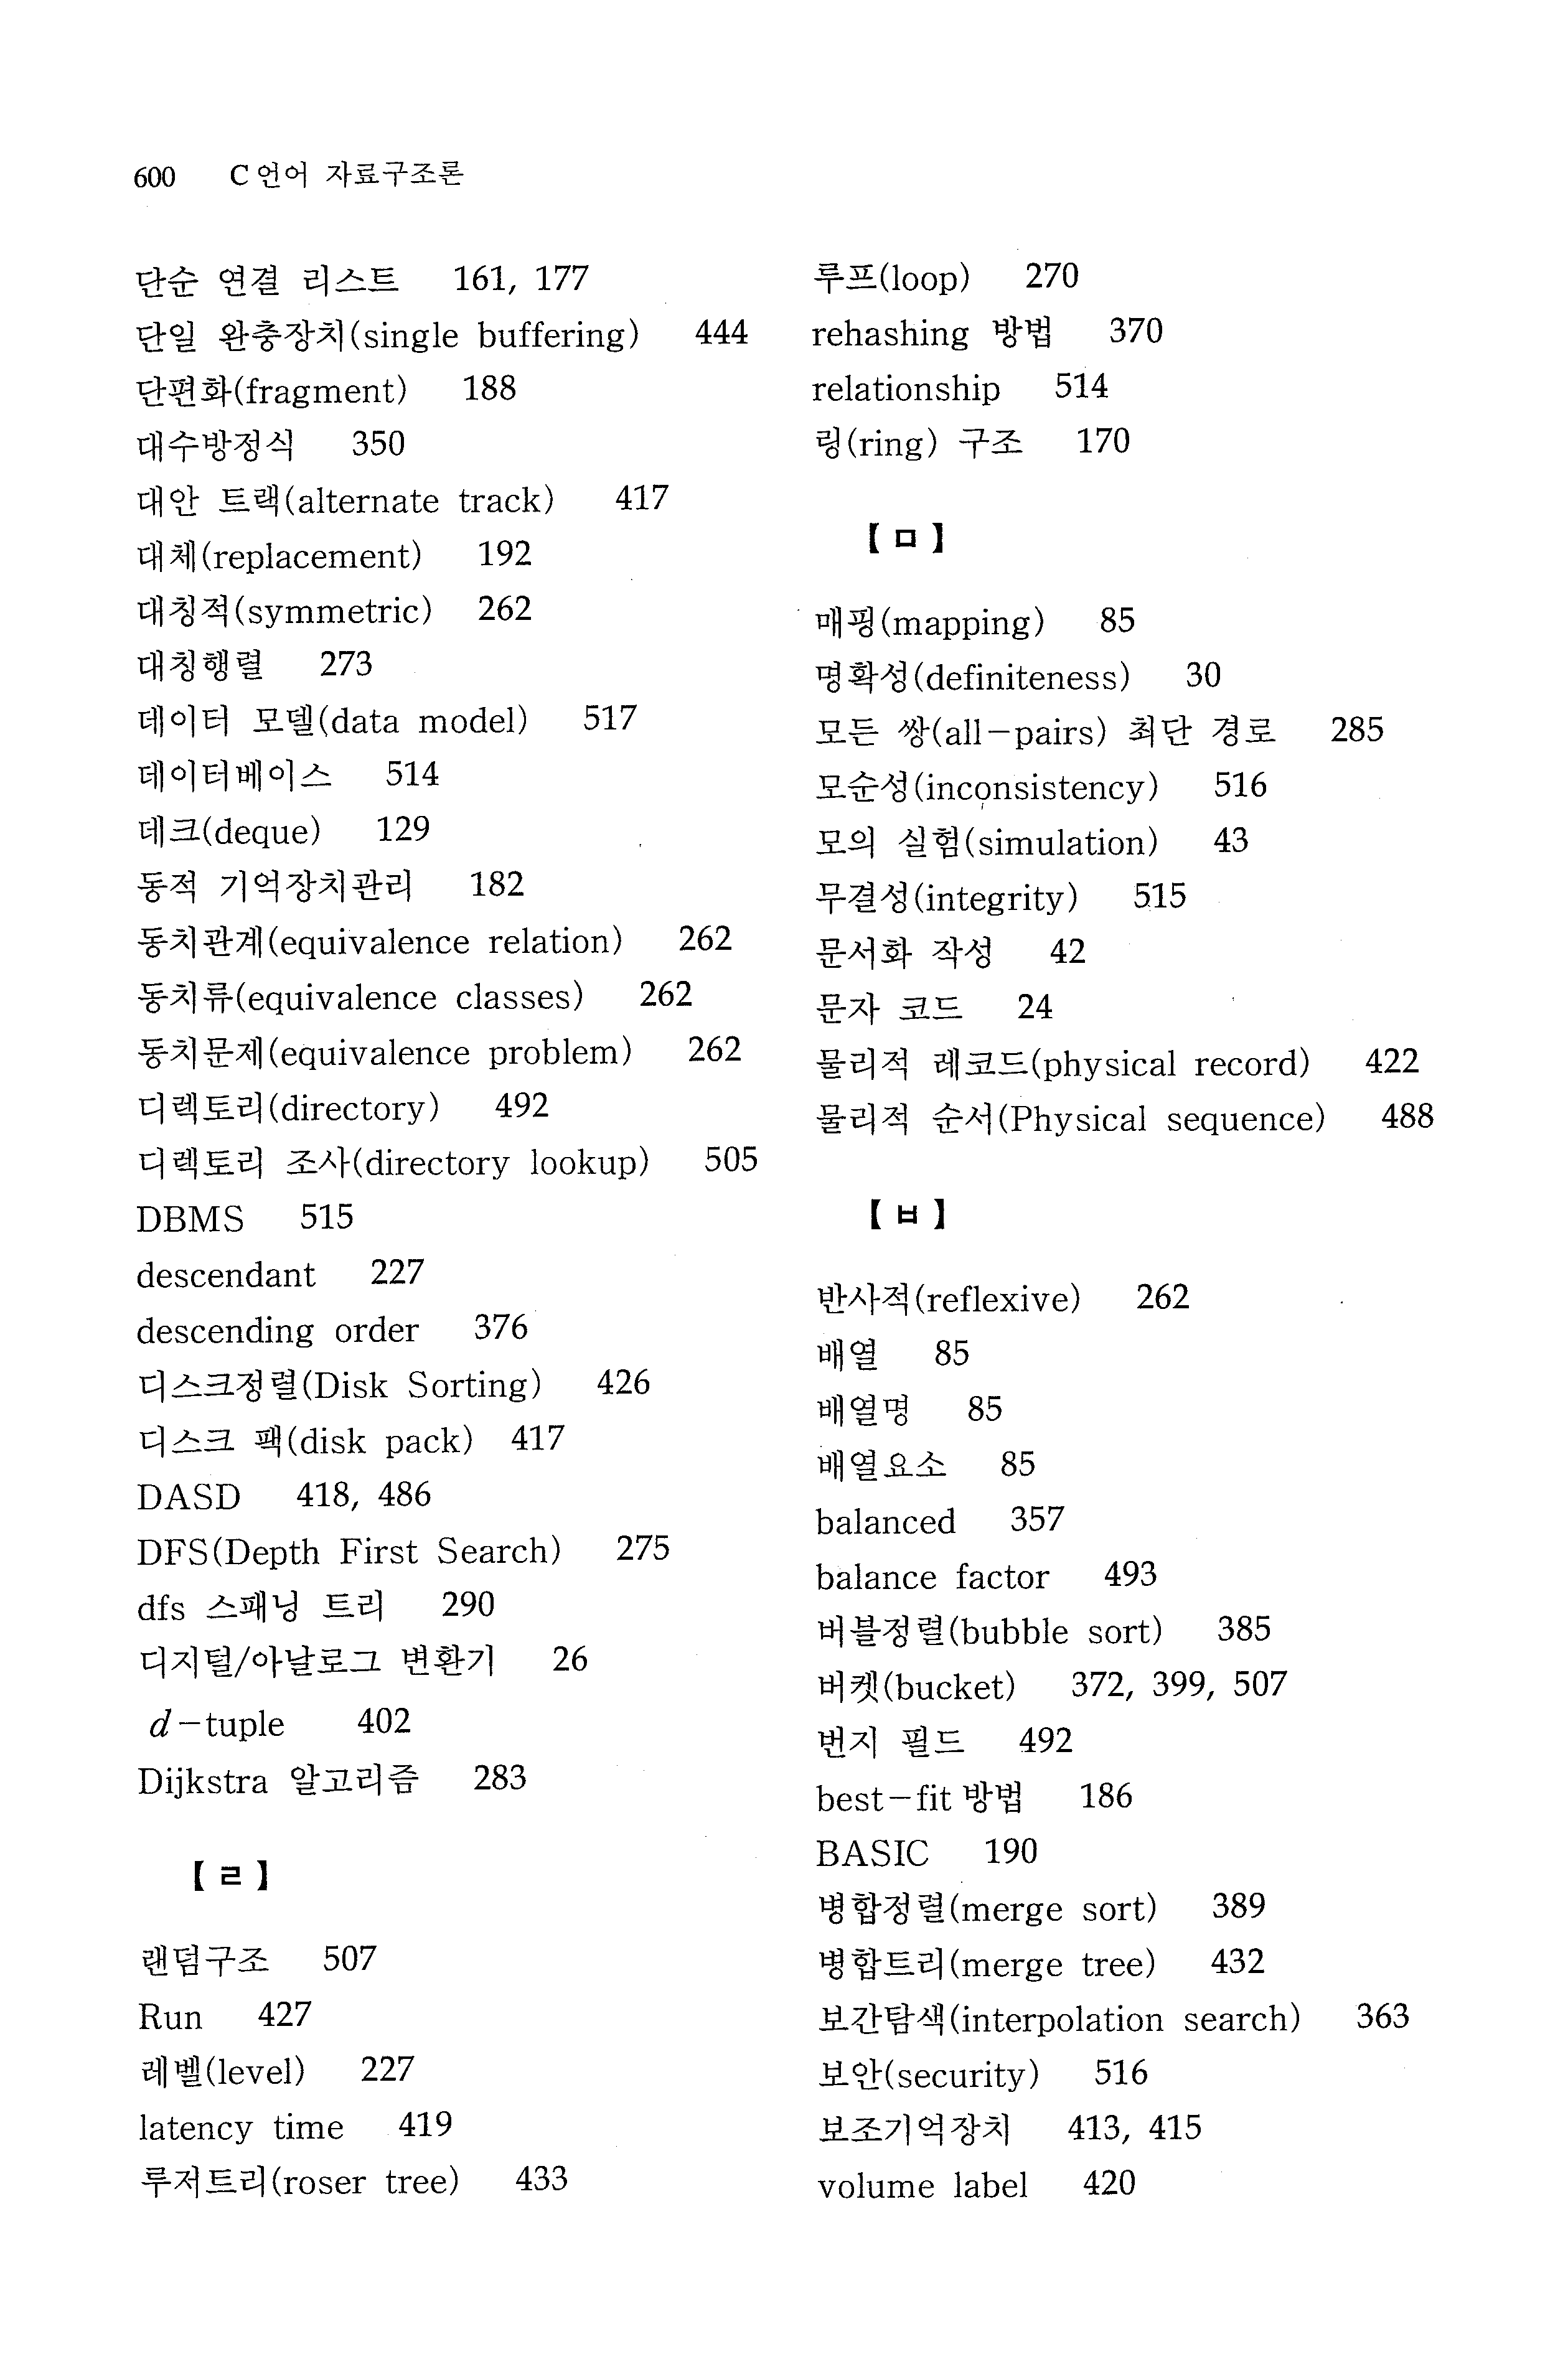 600 C언어 자료구조론
단순 연결 리스트 161, 177
단일 완충장치(single buffering) 444
단편화(fragment) 188
대수방정식 350
대안 트랙(alternate track) 417
대체(replacement) 192
대칭적(symmetric) 262
대칭행렬 273
데이터 모델(data model) 517
데이터베이스 514
데크(deque) 129
동적 기억장치관리 182
동치관계(equivalence relation) 262
동치류(equivalence classes) 262
동치문제(equivalence problem) 262
디렉토리(directory) 492
디렉토리 조사(directory lookup) 505
DBMS 515
descendant 227
descending order 376
디스크정렬(Disk Sorting) 426
디스크 팩(disk pack) 417
DASD 418, 486
DFS(Depth First Search) 275
dfs 스패닝 트리 290
디지털/아날로그 변환기 26
d-tuple 402
Dijkstra 알고리즘 283
【ㄹ】
랜덤구조 507
Run 427
레벨(level) 227
latency time 419
루저트리(roser tree) 433
루프(loop) 270
rehashing 방법 370
relationship 514
링(ring) 구조 170
【ㅁ】
매핑(mapping) 85
명확성(definiteness) 30
모든 쌍(all-pairs) 최단 경로 285
모순성(inconsistency) 516
모의 실험(simulation) 43
무결성(integrity) 515
문서화 작성 42
문자 코드 24
물리적 레코드(physical record) 422
물리적 순서(Physical sequence) 488
【ㅂ】
반사적(reflexive) 262
배열 85
배열명 85
배열요소 85
balanced 357
balance factor 493
버블정렬(bubble sort) 385
버켓(bucket) 372, 399, 507
번지 필드 492
best-fit 방법 186
BASIC 190
병합정렬(merge sort) 389
병합트리(merge tree) 432
보간탐색(interpolation search) 363
보안(security) 516
보조기억장치 413, 415
volume label 420